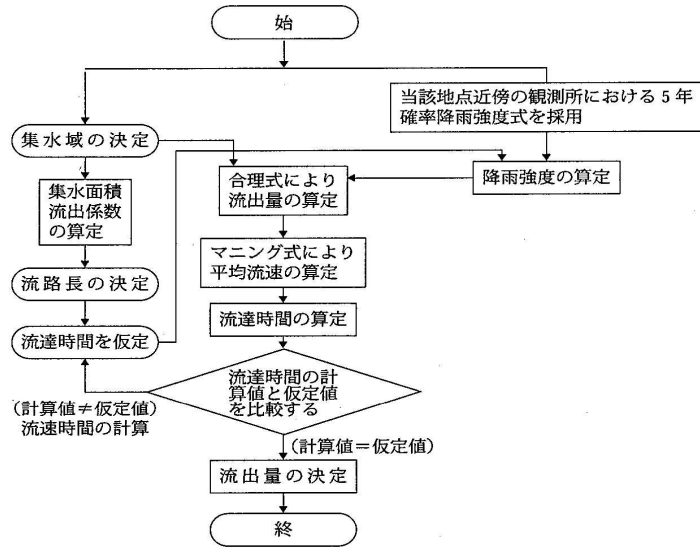 始
当該地点近傍の観測所における5年
確率降雨強度式を採用
集水域の決定
合理式により
流出量の算定
降雨強度の算定
集水面積
流出係数
の算定
マニング式により
平均流速の算定
流路長の決定
流達時間の算定
流達時間を仮定
流達時間の計
算値と仮定値
を比較する
(計算値≠仮定値)
流速時間の計算
(計算値=仮定値)
流出量の決定
終